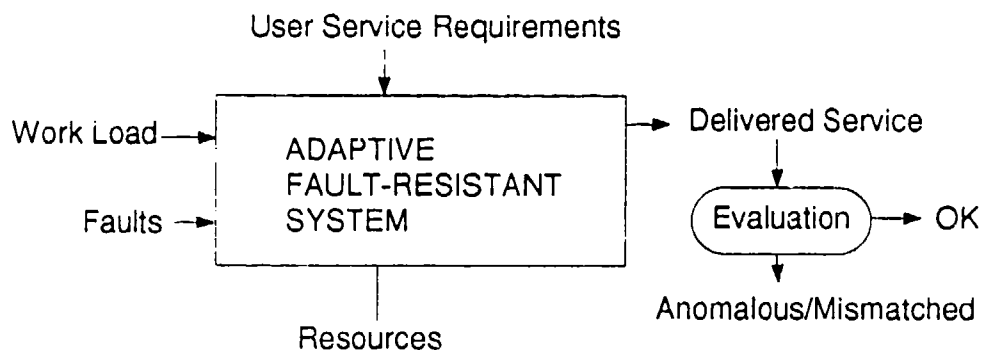 User Service Requirements
Work Load
Faults
ADAPTIVE
FAULT-RESISTANT
SYSTEM
Resources
Delivered Service
Evaluation
OK
Anomalous/Mismatched